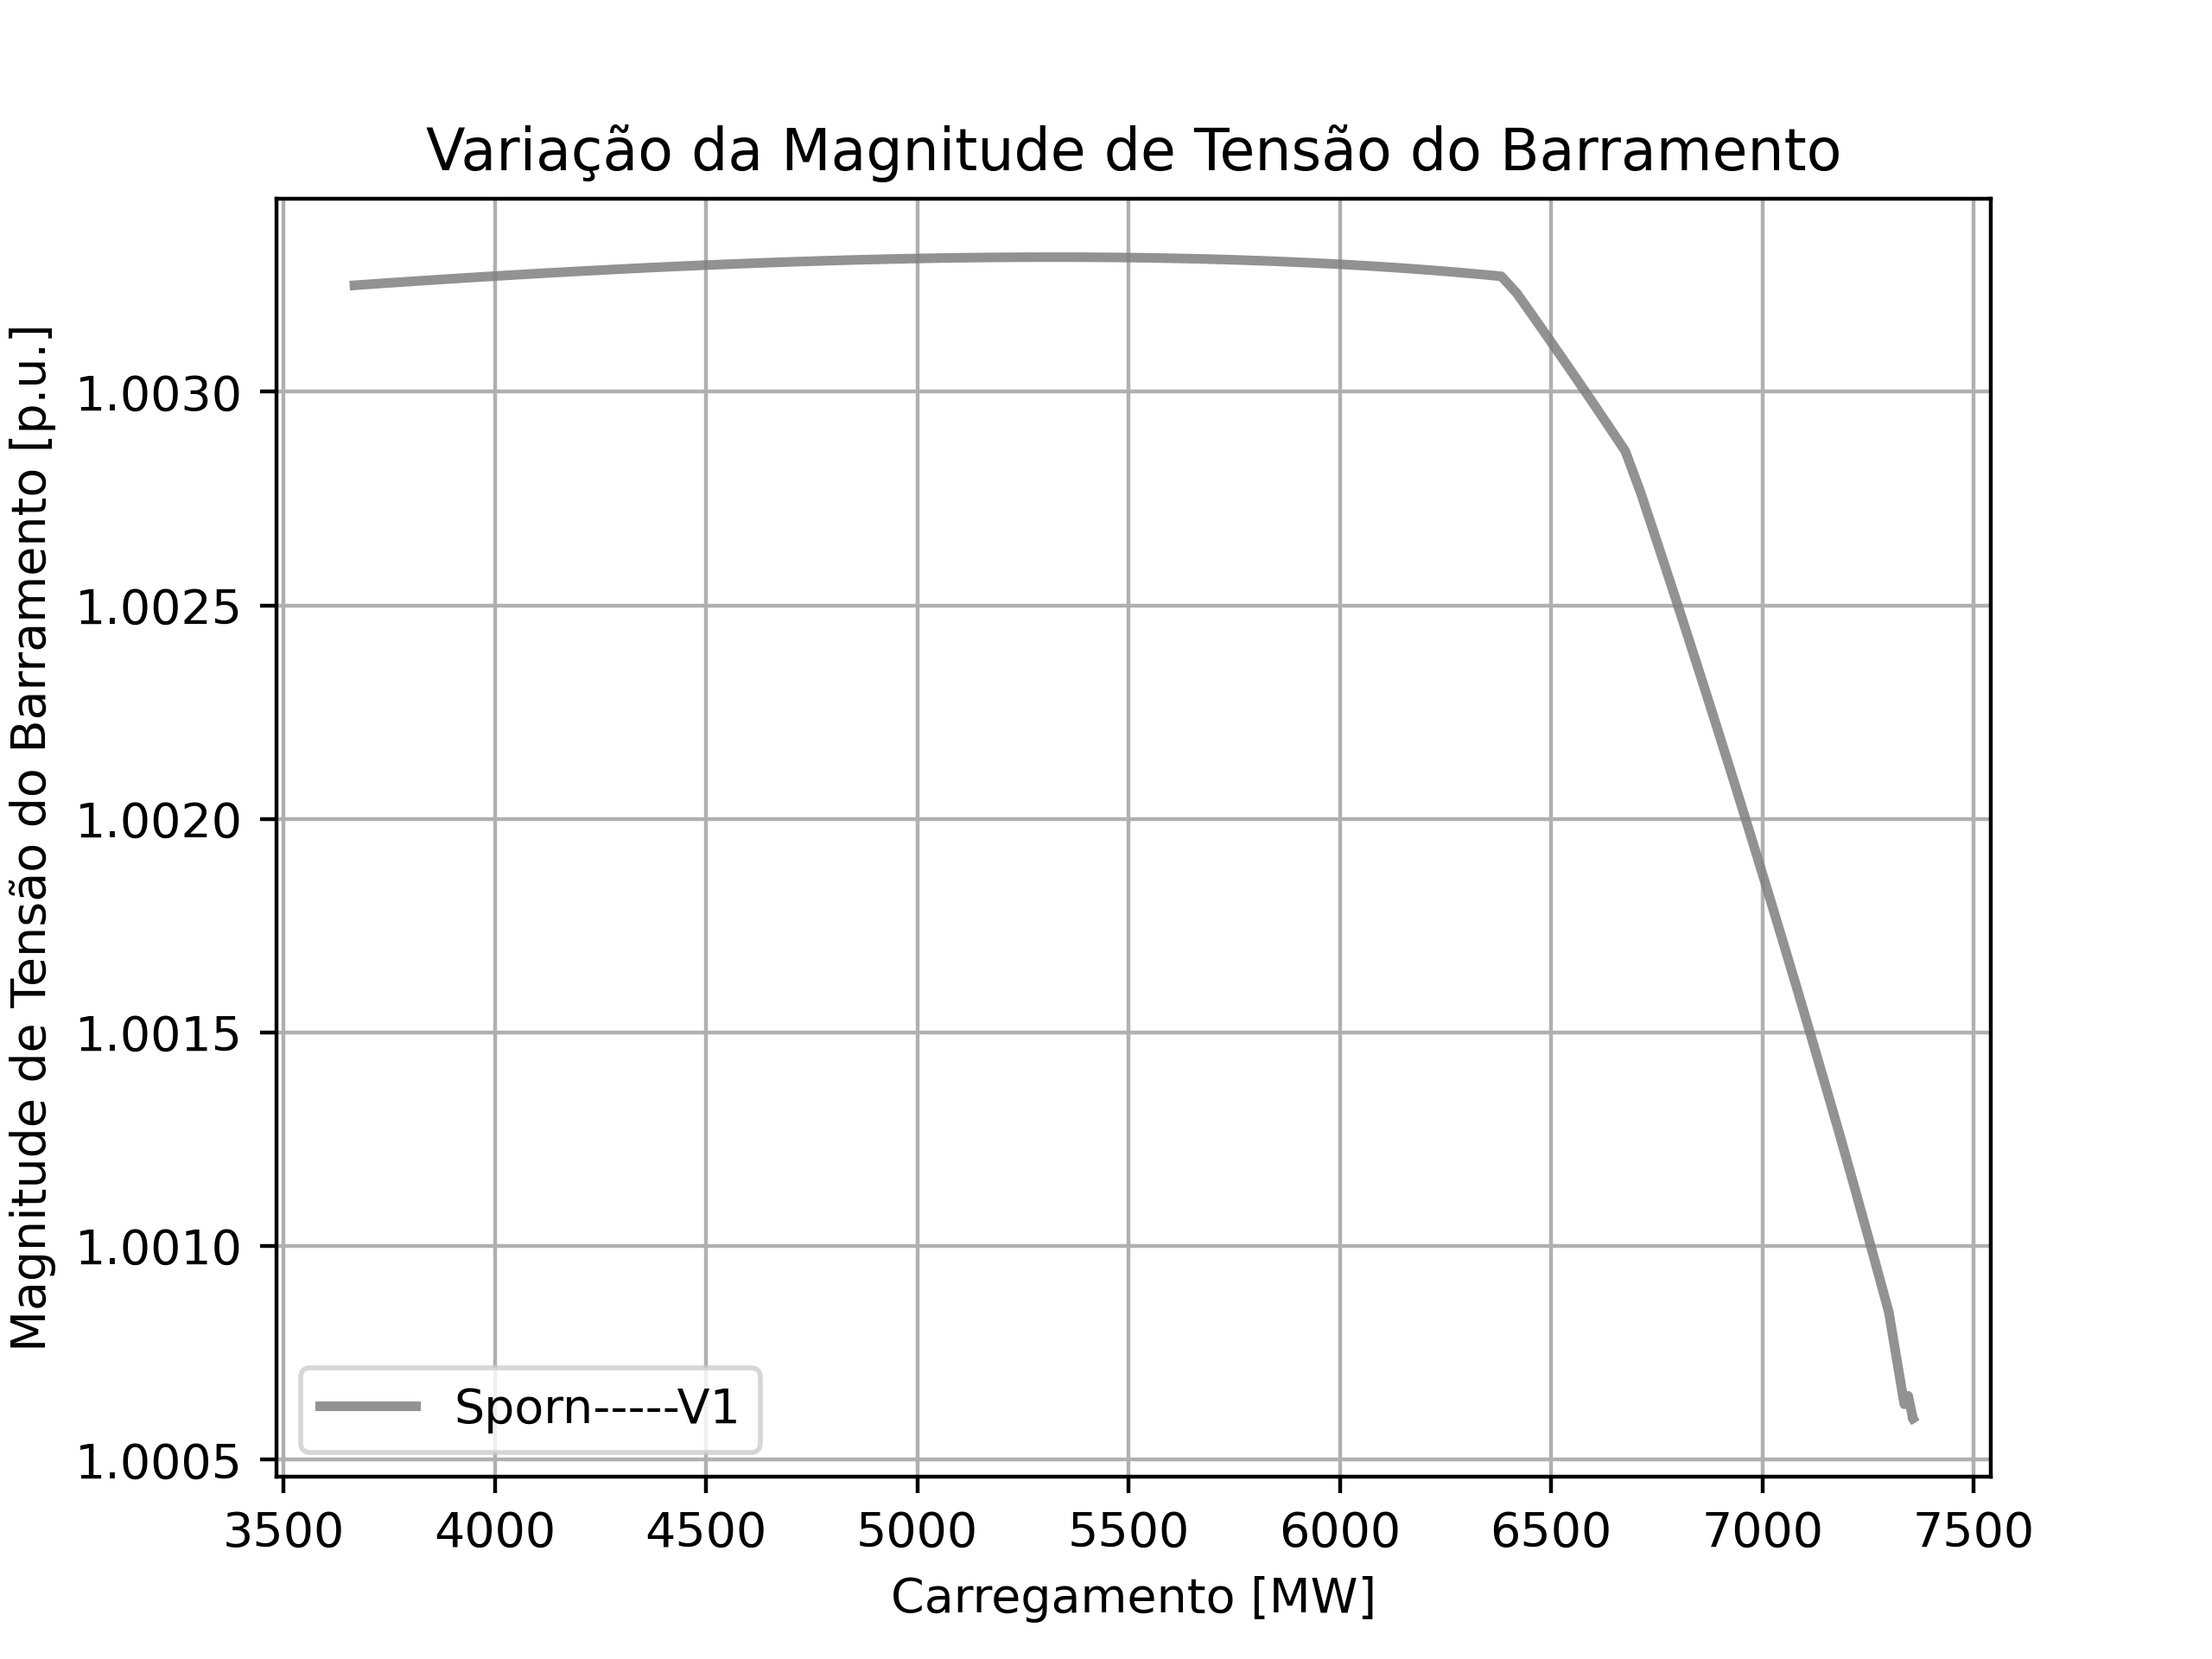 Variação da Magnitude de Tensão do Barramento
Magnitude de Tensão do Barramento [p.u.]
1.0030
1.0025
1.0020
1.0015
1.0010
1.0005
Sporn-----V1
3500 4000 4500 5000 5500 6000 6500 7000 7500
Carregamento [MW]